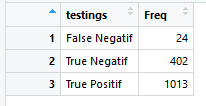 testings Freq
1 False Negatif 24
2 True Negatif 402
3 True Positif 1013